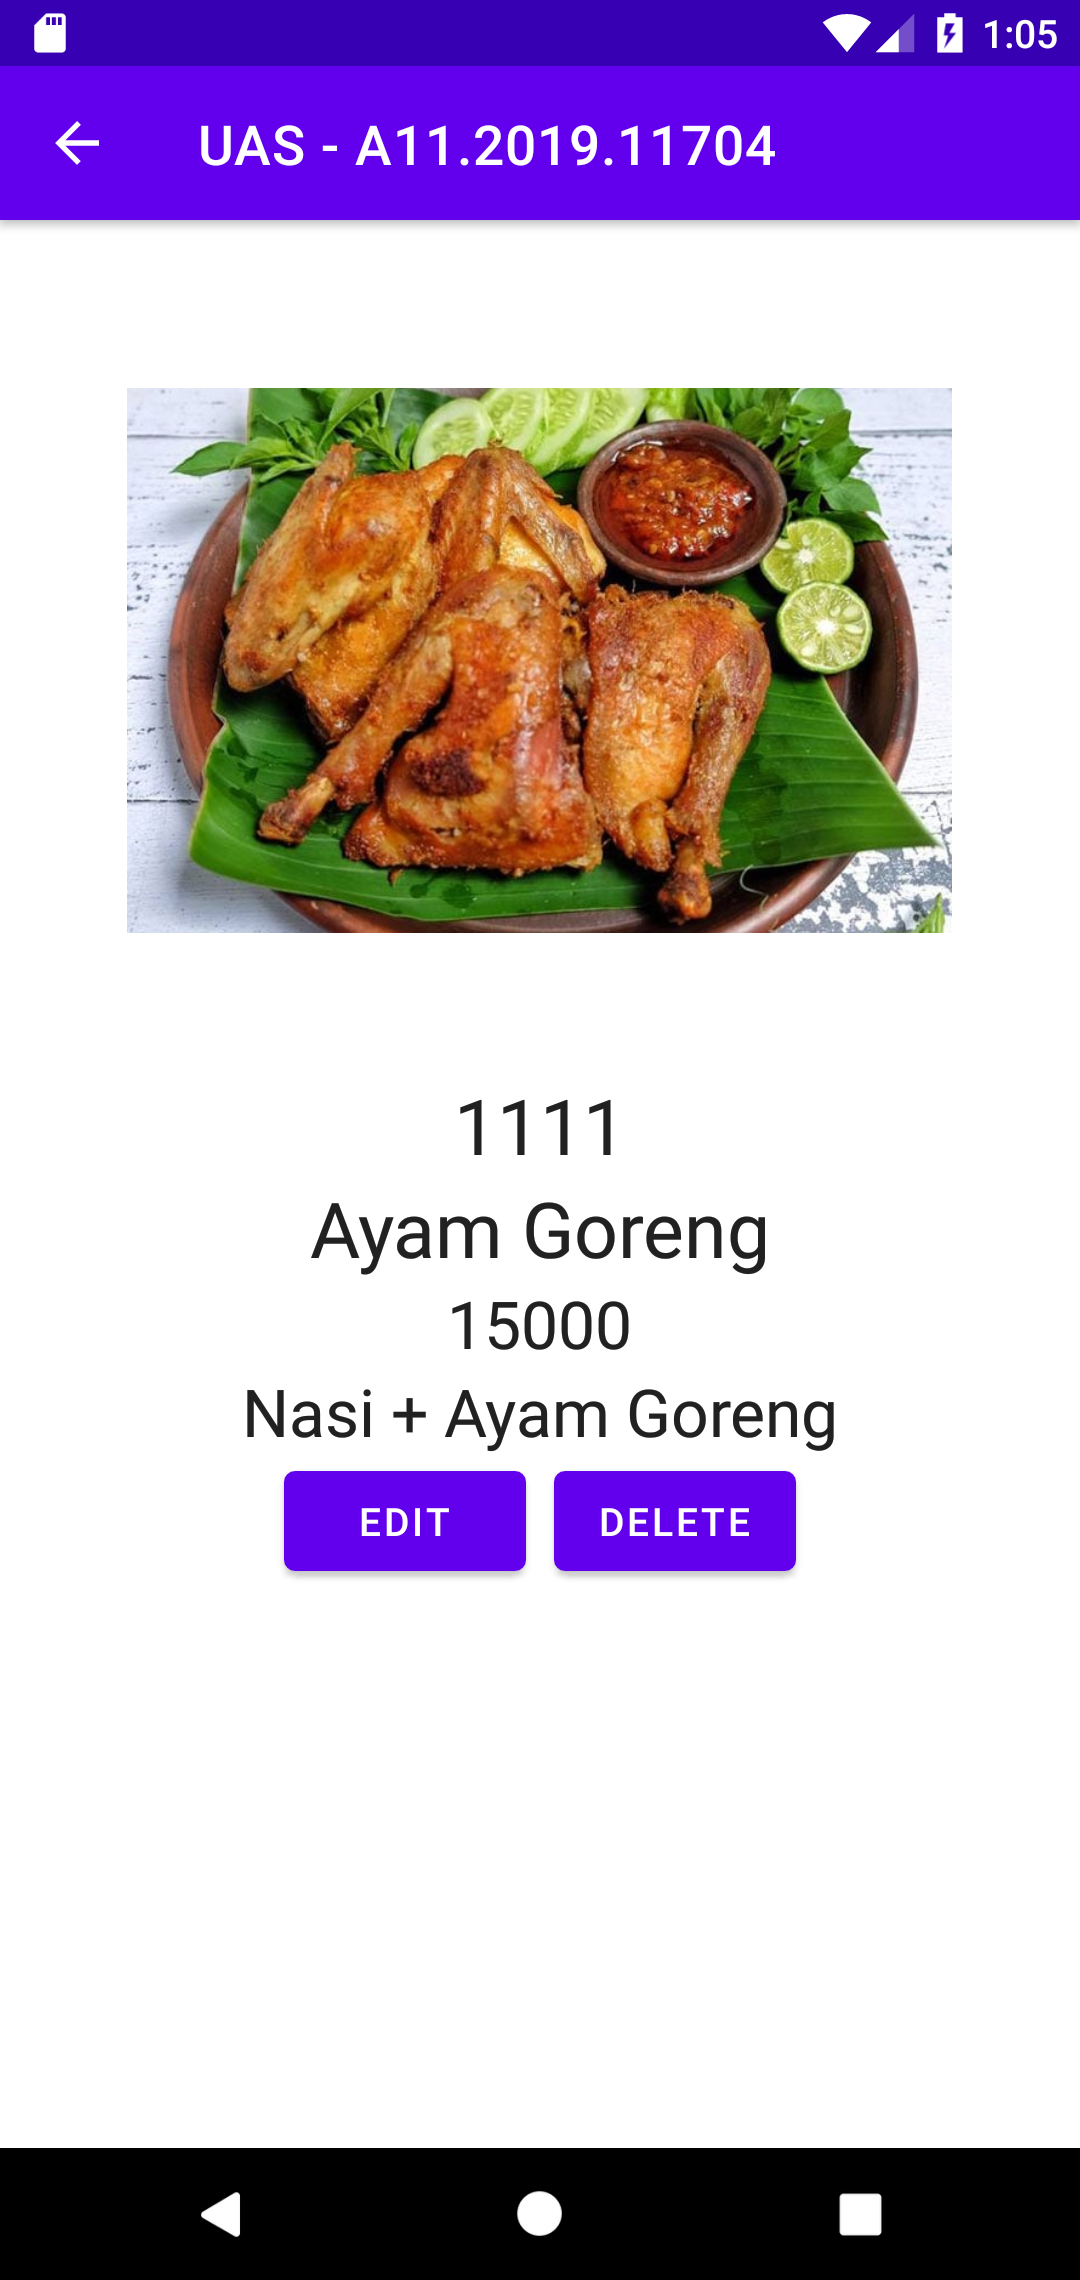 1:05
UAS - A11.2019.11704
1111
Ayam Goreng
15000
Nasi + Ayam Goreng
EDIT DELETE